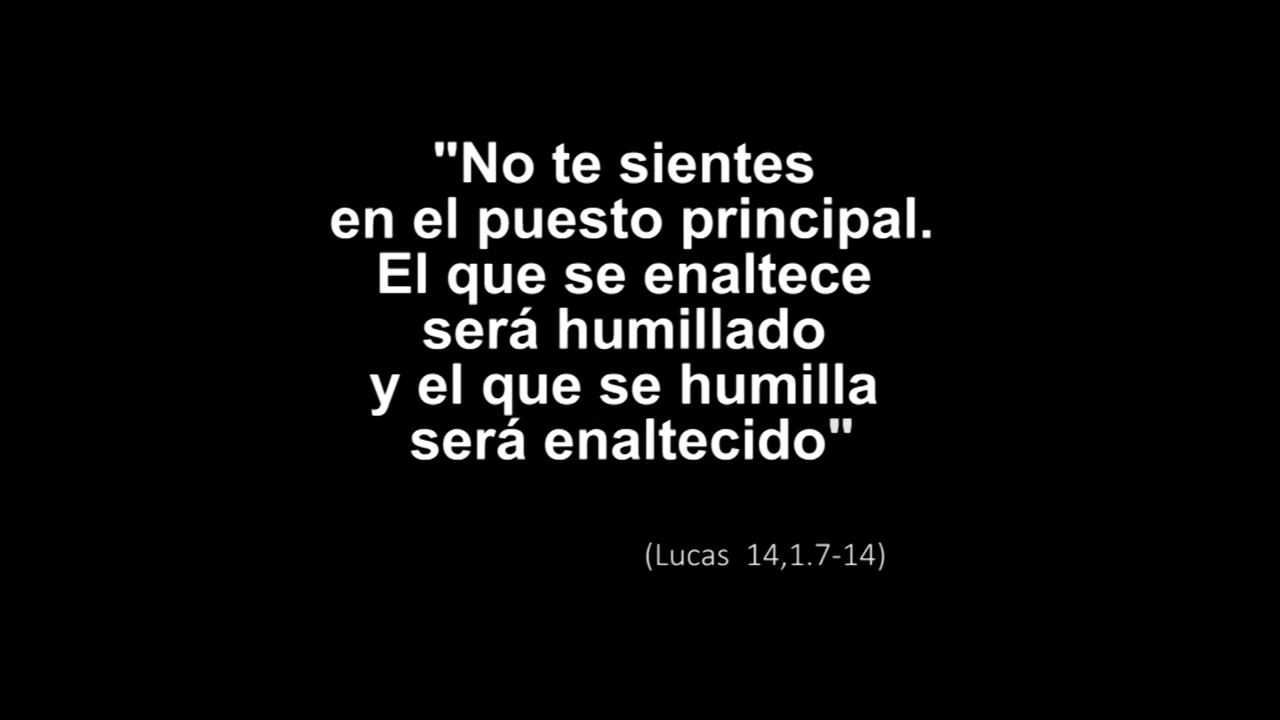 "No te sientes
en el puesto principal.
El que se enaltece
será humillado
y el que se humilla
será enaltecido"
(Lucas 14,1.7-14)